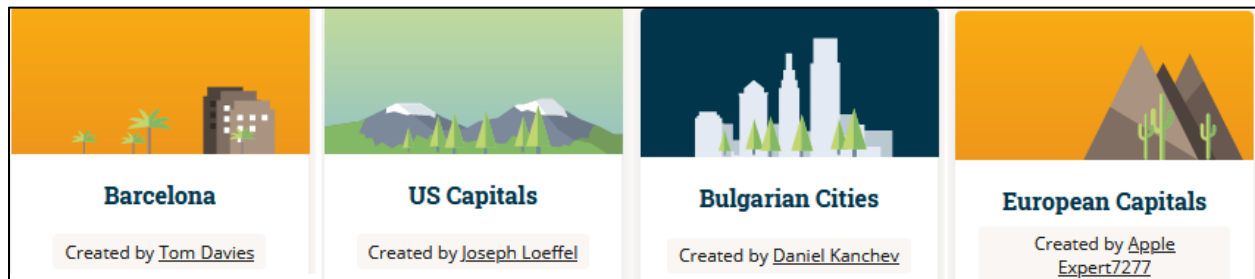 Barcelona
Created by Tom Davies
US Capitals
Created by Joseph Loeffel
Bulgarian Cities
Created by Daniel Kanchev
European Capitals
Created by Apple
Expert7277